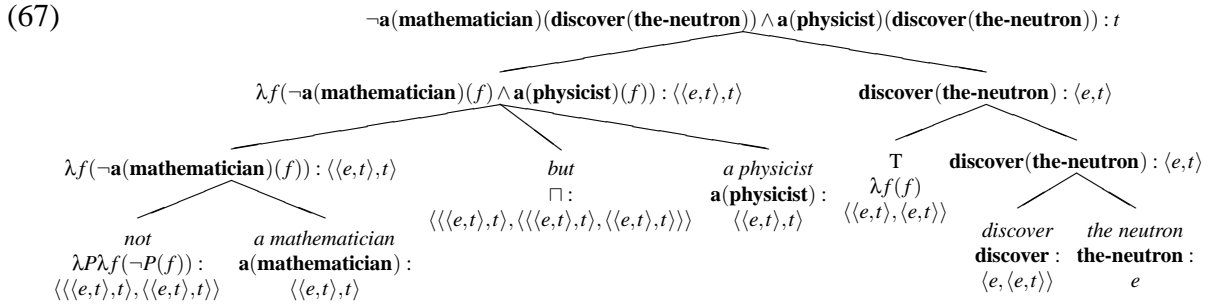 (67)
¬a(mathematician)(discover(the-neutron)) ∧ a(physicist)(discover(the-neutron)) : t
λf(¬a(mathematician)(f) ∧ a(physicist)(f)) : ⟨⟨e,t⟩,t⟩
discover(the-neutron) : ⟨e,t⟩
λf(¬a(mathematician)(f)) : ⟨⟨e,t⟩,t⟩
but
⊓ :
⟨⟨⟨e,t⟩,t⟩,⟨⟨⟨e,t⟩,t⟩,⟨⟨e,t⟩,t⟩⟩⟩
a physicist
a(physicist) :
⟨⟨e,t⟩,t⟩
T
λf(f)
⟨⟨e,t⟩,⟨e,t⟩⟩
discover(the-neutron) : ⟨e,t⟩
not
λPλf(¬P(f)) :
⟨⟨⟨e,t⟩,t⟩,⟨⟨e,t⟩,t⟩⟩
a mathematician
a(mathematician) :
⟨⟨e,t⟩,t⟩
discover
discover :
⟨e,⟨e,t⟩⟩
the neutron
the-neutron :
e